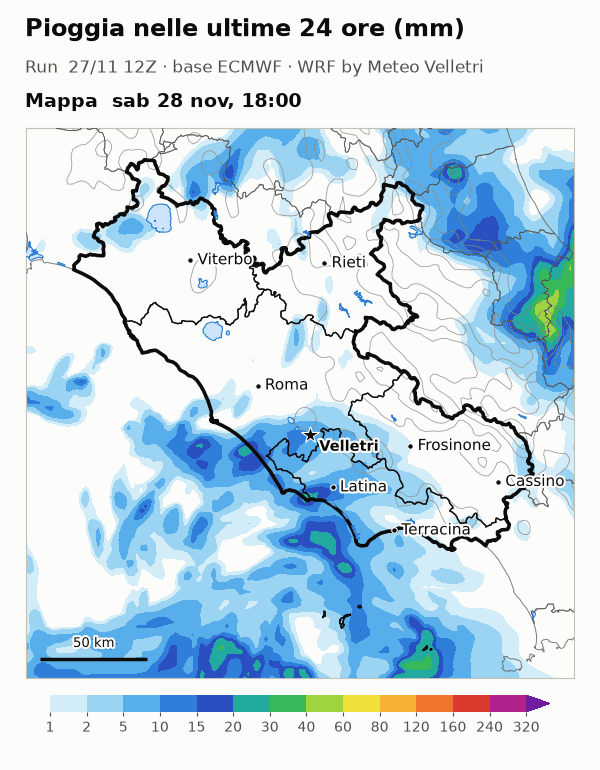 Pioggia nelle ultime 24 ore (mm)
Run  27/11 12Z · base ECMWF · WRF by Meteo Velletri
Mappa  sab 28 nov, 18:00
Viterbo
Rieti
Roma
Velletri
Frosinone
Latina
Cassino
Terracina
50 km
1 2 5 10 15 20 30 40 60 80 120 160 240 320